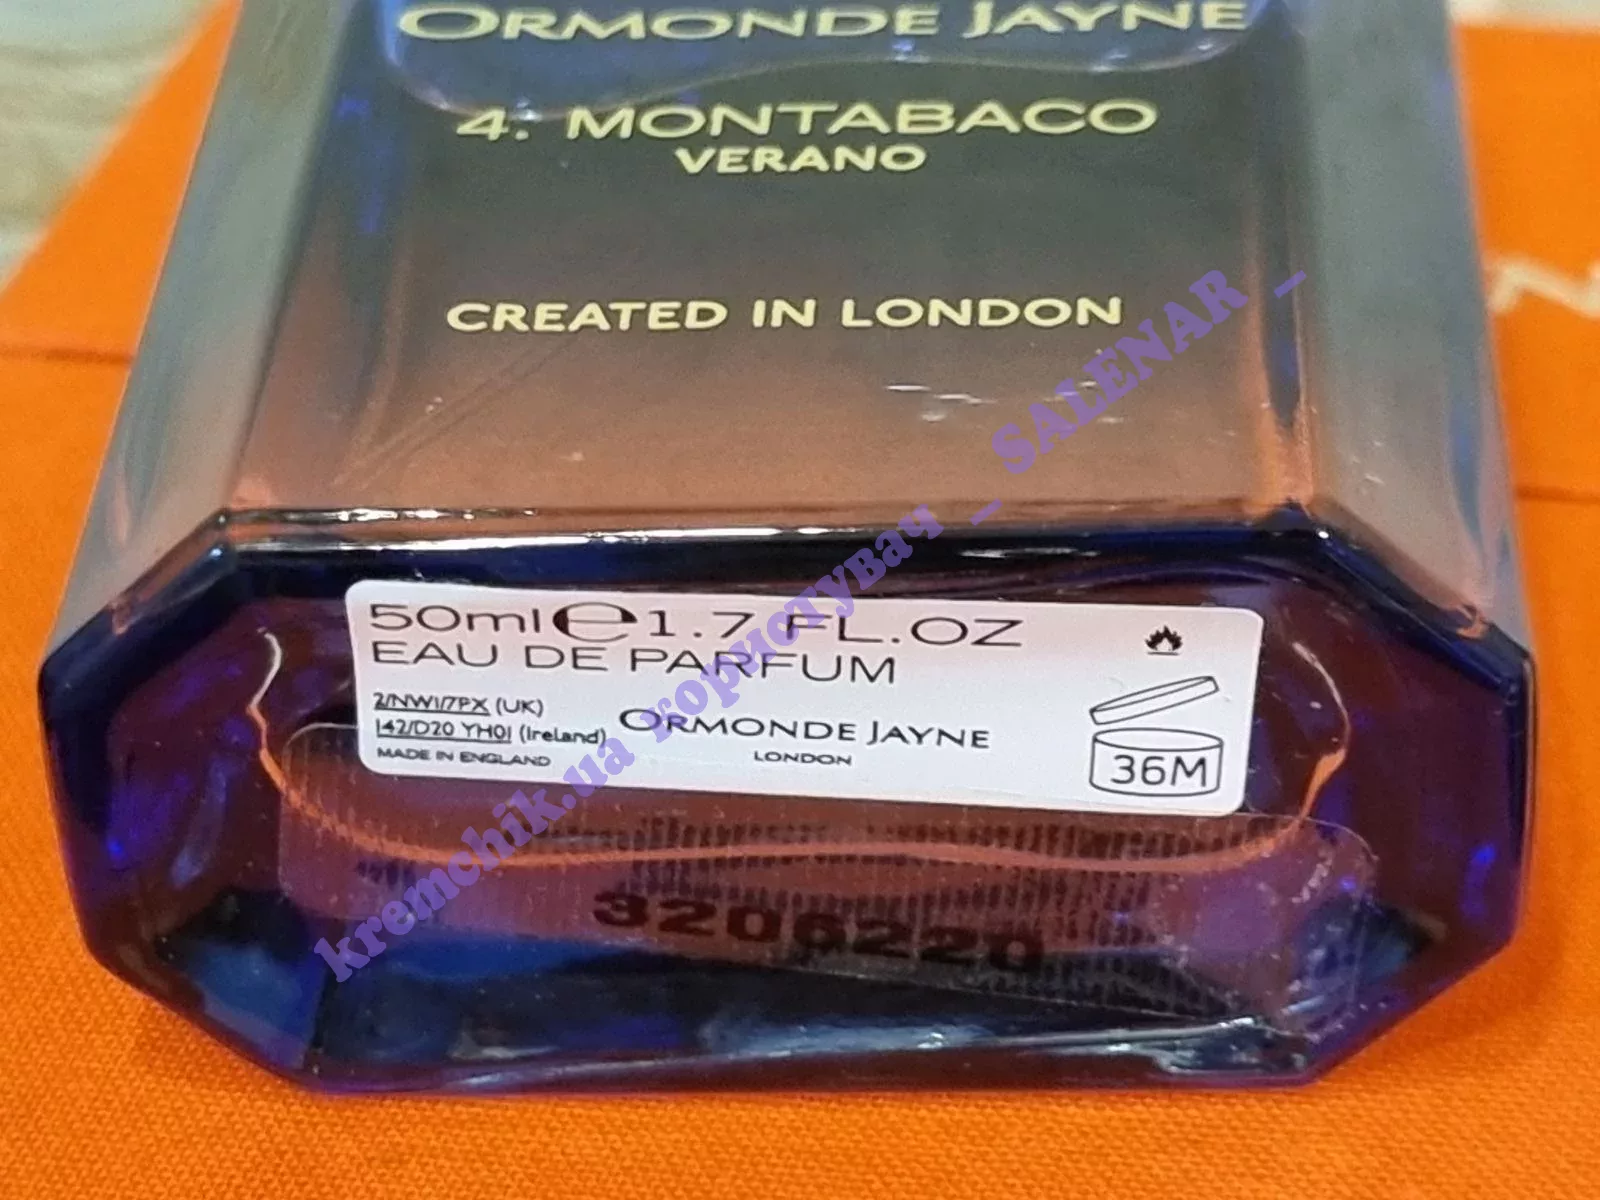 ORMONDE JAYNE
4. MONTABACO
VERANO
CREATED IN LONDON
50ml ℮ 1.7 FL.OZ
EAU DE PARFUM
2/NW1/7PX (UK)
142/D20 YH01 (Ireland)
MADE IN ENGLAND
ORMONDE JAYNE
LONDON
36M
3206220
kremchik.ua користувач _ SALENAR _